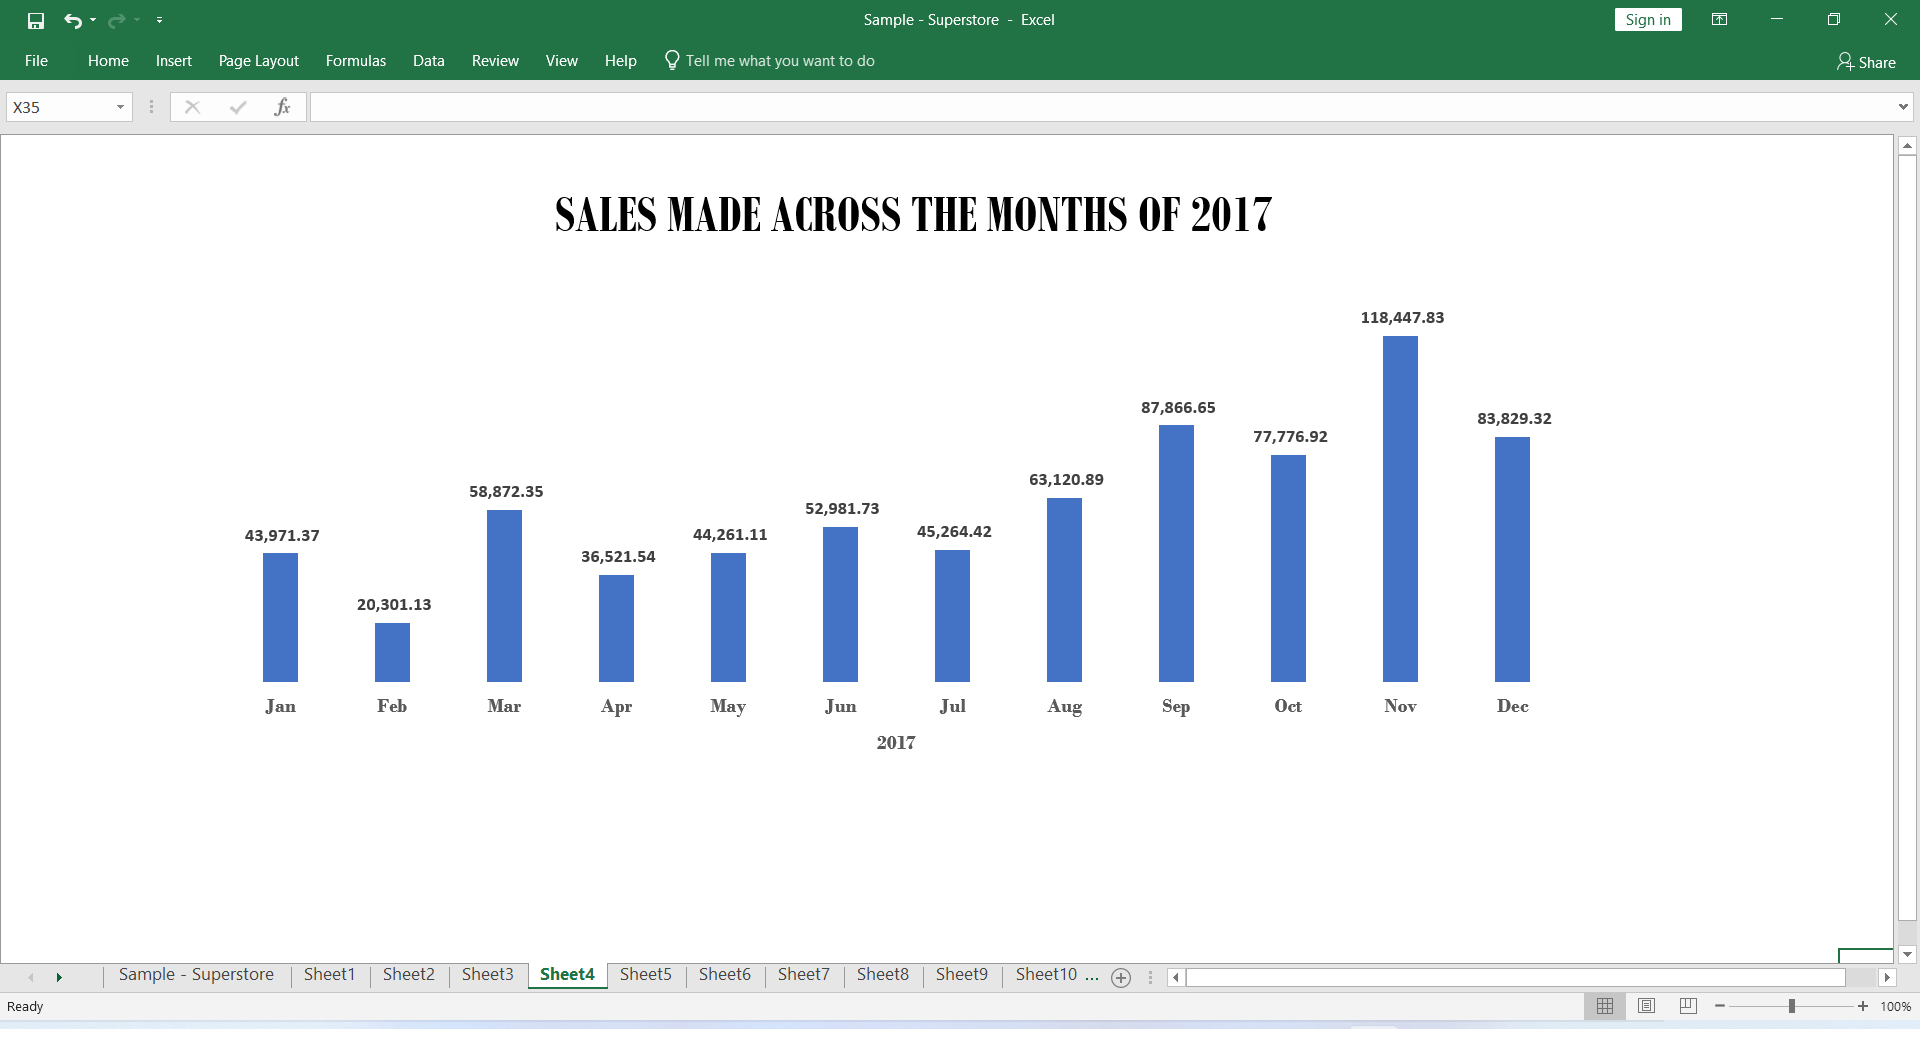 Sample - Superstore - Excel
Sign in
File Home Insert Page Layout Formulas Data Review View Help Tell me what you want to do
Share
X35
fx
SALES MADE ACROSS THE MONTHS OF 2017
118,447.83
87,866.65
83,829.32
77,776.92
63,120.89
58,872.35
52,981.73
45,264.42
44,261.11
43,971.37
36,521.54
20,301.13
Jan Feb Mar Apr May Jun Jul Aug Sep Oct Nov Dec
2017
Sample - Superstore Sheet1 Sheet2 Sheet3 Sheet4 Sheet5 Sheet6 Sheet7 Sheet8 Sheet9 Sheet10 ...
Ready
100%